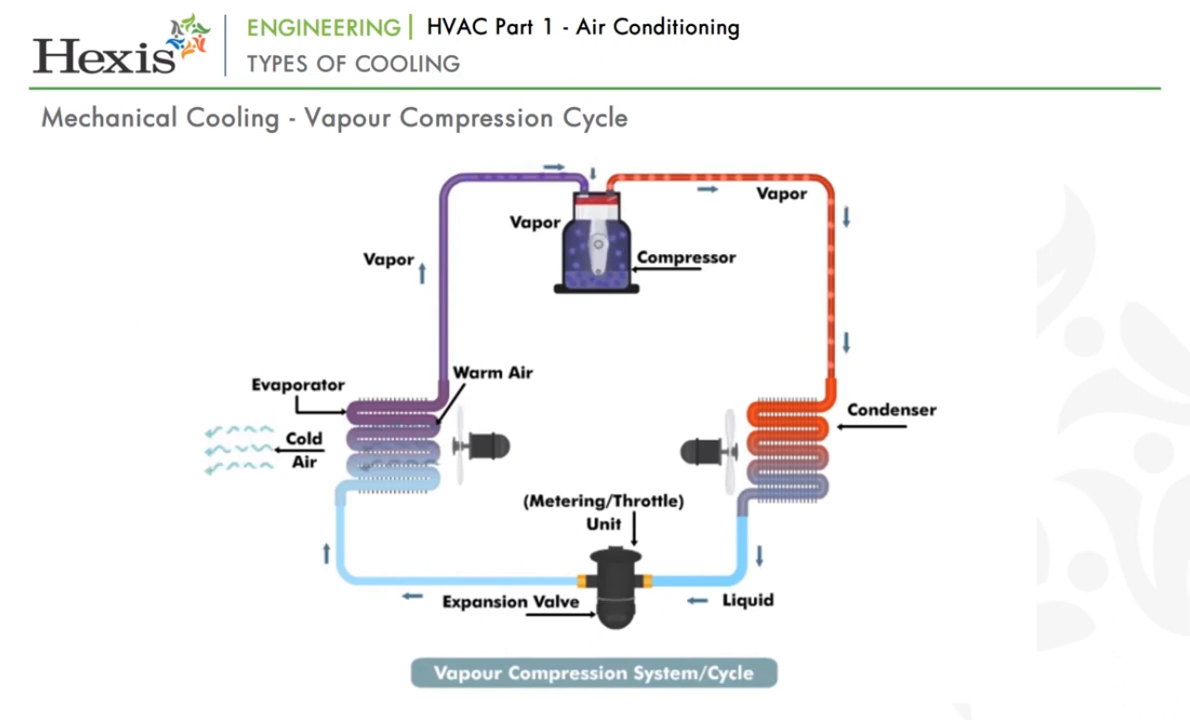 Hexis
ENGINEERING| HVAC Part 1 - Air Conditioning
TYPES OF COOLING
Mechanical Cooling - Vapour Compression Cycle
Vapor
Vapor
Compressor
Vapor
Evaporator
Warm Air
Cold
Air
Condenser
(Metering/Throttle)
Unit
Expansion Valve
Liquid
Vapour Compression System/Cycle